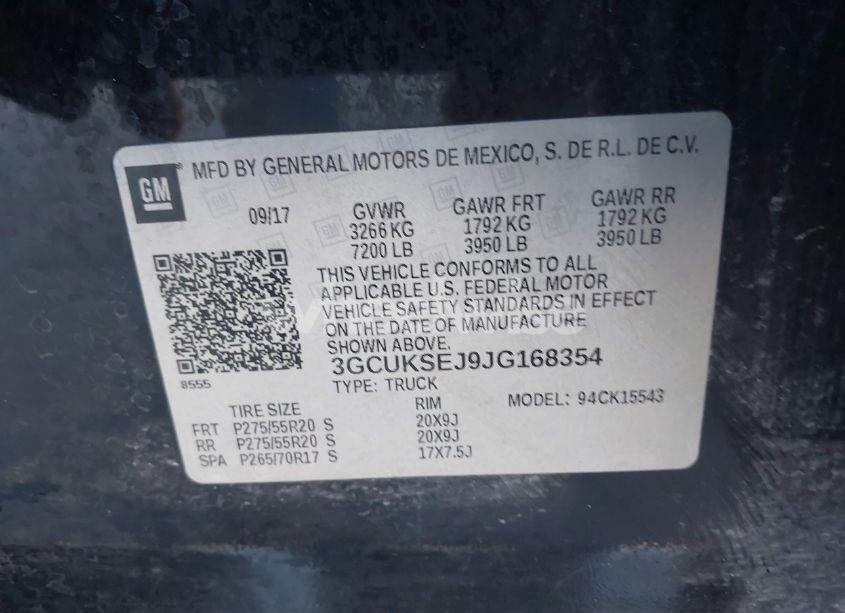 GM® MFD BY GENERAL MOTORS DE MEXICO, S. DE R.L. DE C.V.
09/17 GVWR GAWR FRT GAWR RR
3266 KG 1792 KG 1792 KG
7200 LB 3950 LB 3950 LB
THIS VEHICLE CONFORMS TO ALL
APPLICABLE U.S. FEDERAL MOTOR
VEHICLE SAFETY STANDARDS IN EFFECT
ON THE DATE OF MANUFACTURE
SHOWN ABOVE.
3GCUKSEJ9JG168354
8555
TYPE: TRUCK
MODEL: 94CK15543
TIRE SIZE RIM
FRT P275/55R20 S 20X9J
RR P275/55R20 S 20X9J
SPA P265/70R17 S 17X7.5J